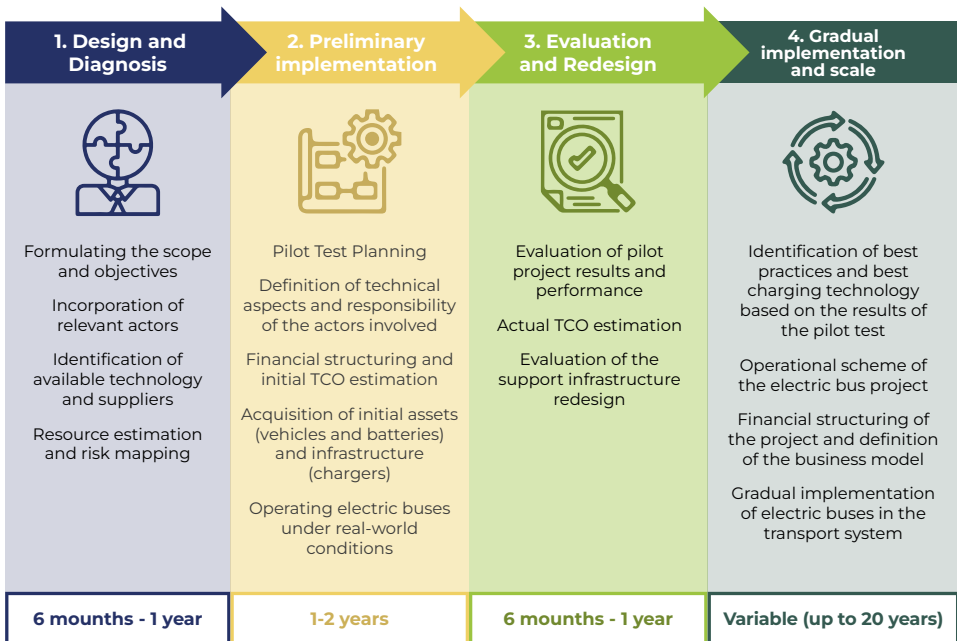 1. Design and
Diagnosis
2. Preliminary
implementation
3. Evaluation
and Redesign
4. Gradual
implementation
and scale
Formulating the scope
and objectives
Incorporation of
relevant actors
Identification of
available technology
and suppliers
Resource estimation
and risk mapping
Pilot Test Planning
Definition of technical
aspects and responsibility
of the actors involved
Financial structuring and
initial TCO estimation
Acquisition of initial assets
(vehicles and batteries)
and infrastructure
(chargers)
Operating electric buses
under real-world
conditions
Evaluation of pilot
project results and
performance
Actual TCO estimation
Evaluation of the
support infrastructure
redesign
Identification of best
practices and best
charging technology
based on the results of
the pilot test
Operational scheme of
the electric bus project
Financial structuring of
the project and definition
of the business model
Gradual implementation
of electric buses in the
transport system
6 mounths - 1 year
1-2 years
6 mounths - 1 year
Variable (up to 20 years)